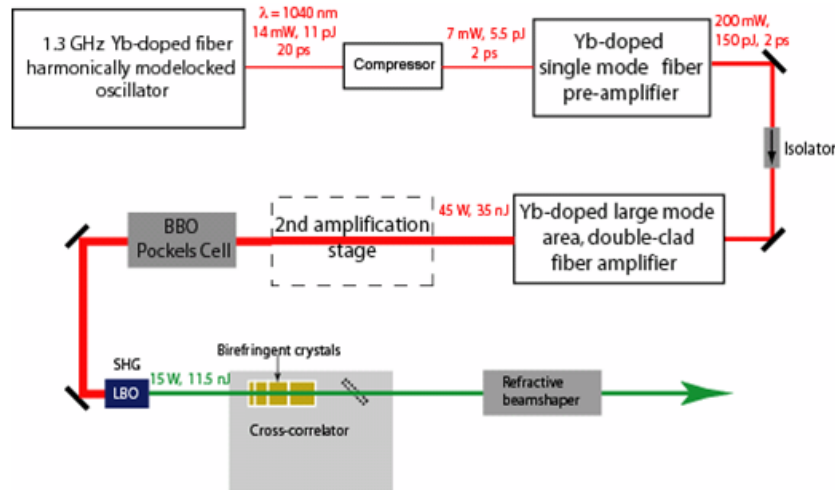 1.3 GHz Yb-doped fiber
harmonically modelocked
oscillator
λ = 1040 nm
14 mW, 11 pJ
20 ps
Compressor
7 mW, 5.5 pJ
2 ps
Yb-doped
single mode fiber
pre-amplifier
200 mW,
150 pJ, 2 ps
Isolator
BBO
Pockels Cell
2nd amplification
stage
45 W, 35 nJ
Yb-doped large mode
area, double-clad
fiber amplifier
SHG
LBO
15 W, 11.5 nJ
Birefringent crystals
Cross-correlator
Refractive
beamshaper